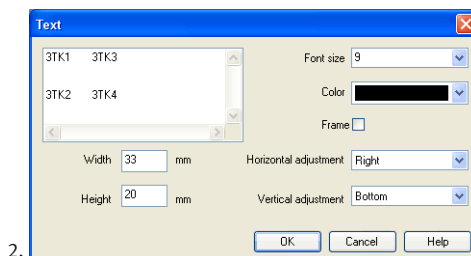 Text
3TK1 3TK3
3TK2 3TK4
Font size 9
Color
Frame
Width 33 mm
Horizontal adjustment Right
Height 20 mm
Vertical adjustment Bottom
OK Cancel Help
2.